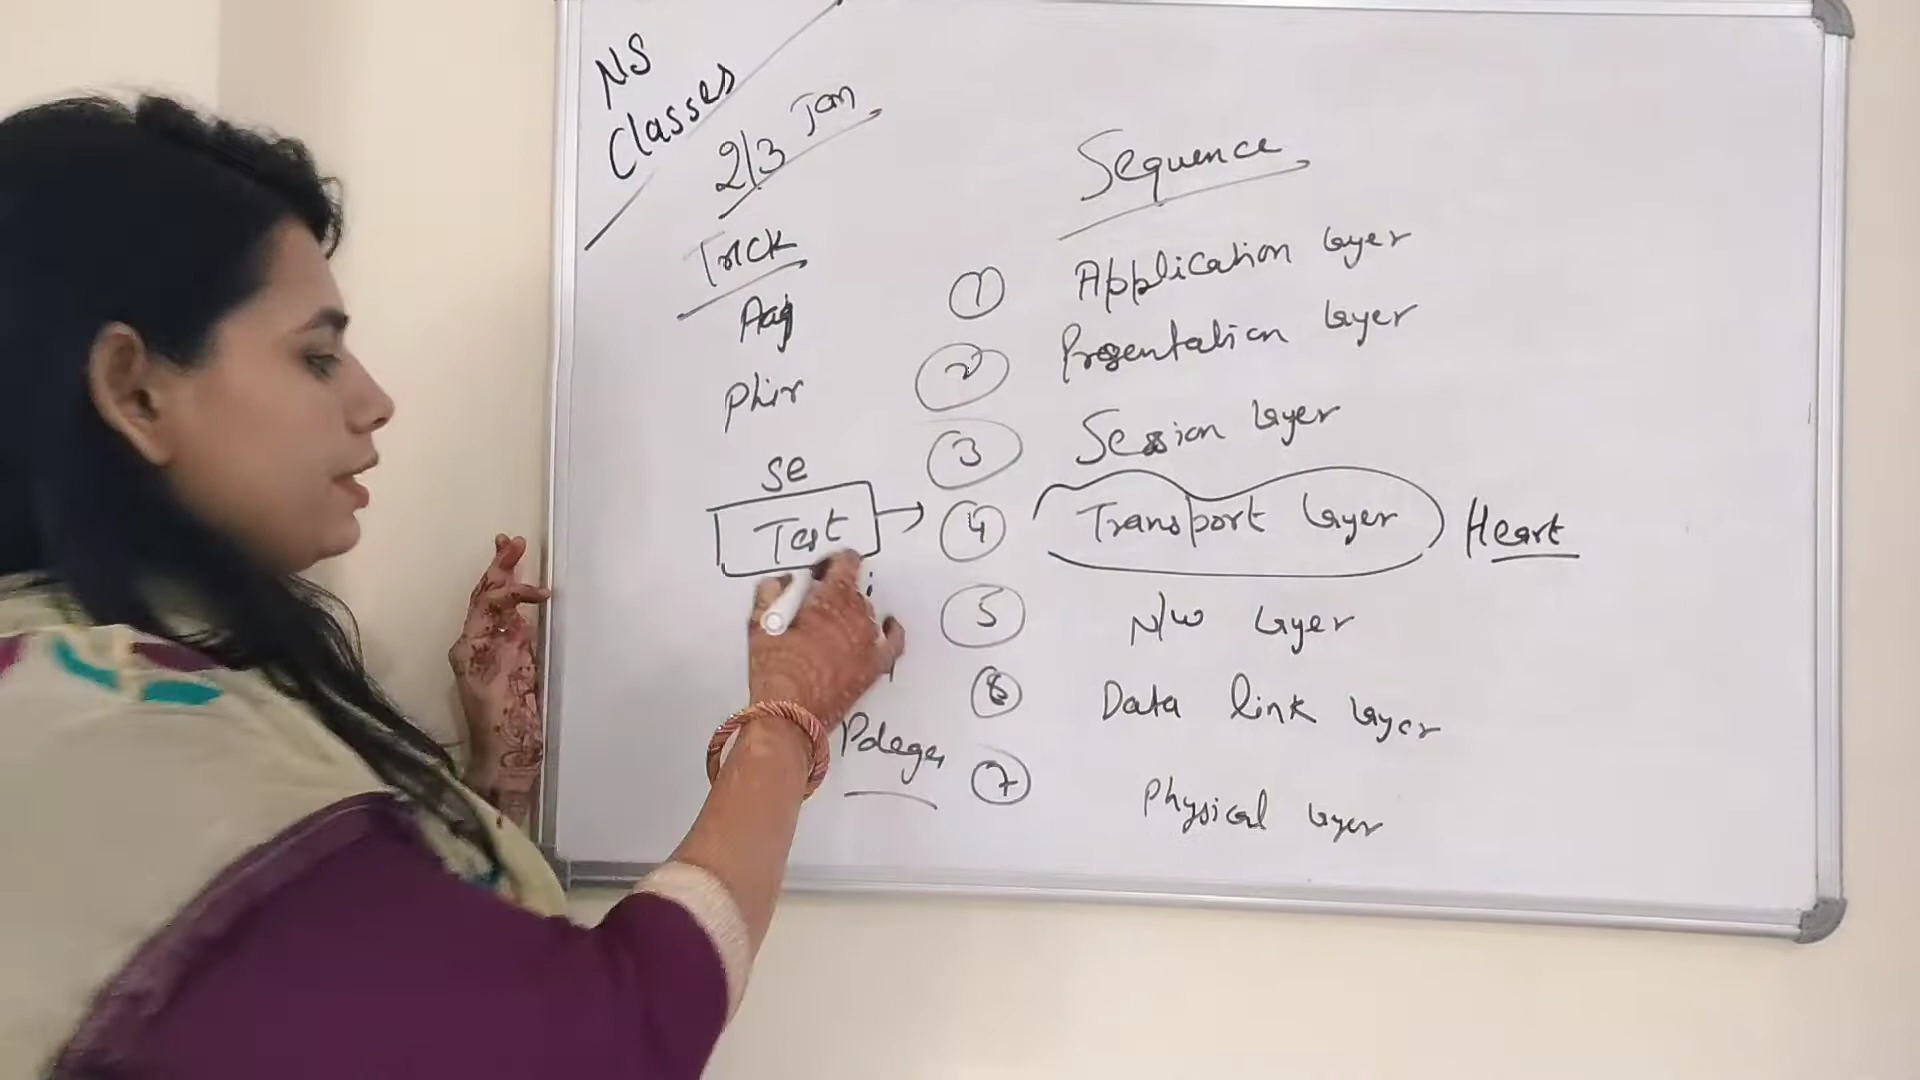 NS
Classes
2/3 Jan
Trick
Aaj
Phir
se
Test
Sequence
1 Application layer
2 Presentation layer
3 Session layer
4 Transport layer Heart
5 N/W layer
6 Data link layer
7 Physical layer